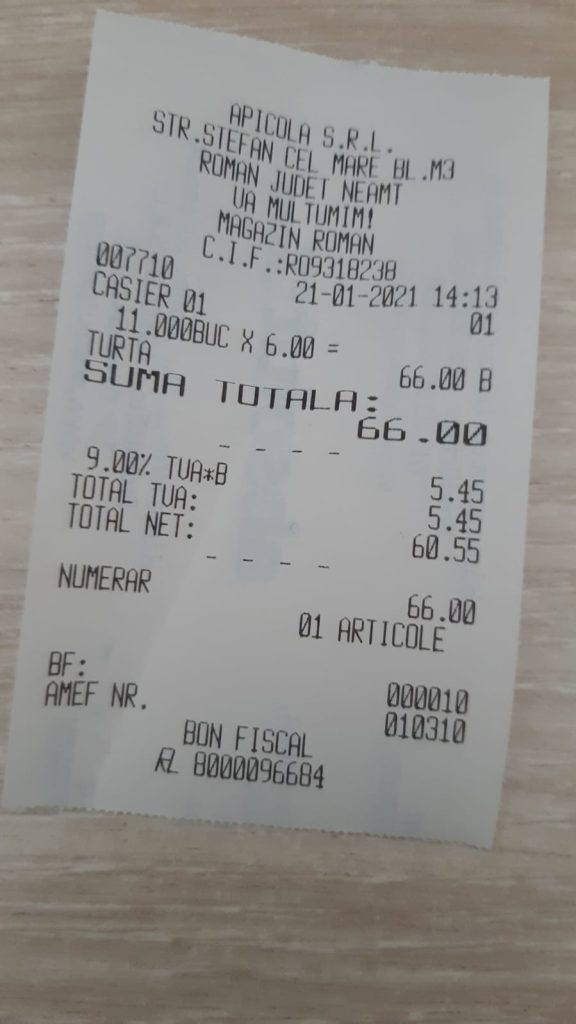 APICOLA S.R.L.
STR.STEFAN CEL MARE BL.M3
ROMAN JUDET NEAMT
VA MULTUMIM!
MAGAZIN ROMAN
C.I.F.:RO9318238
007710 21-01-2021 14:13
CASIER 01 01
11.000BUC X 6.00 =
TURTA 66.00 B
SUMA TOTALA:
66.00
- - - -
9.00% TVA*B 5.45
TOTAL TVA: 5.45
TOTAL NET: 60.55
- - - -
NUMERAR 66.00
01 ARTICOLE
BF: 000010
AMEF NR. 010310
BON FISCAL
8000096684